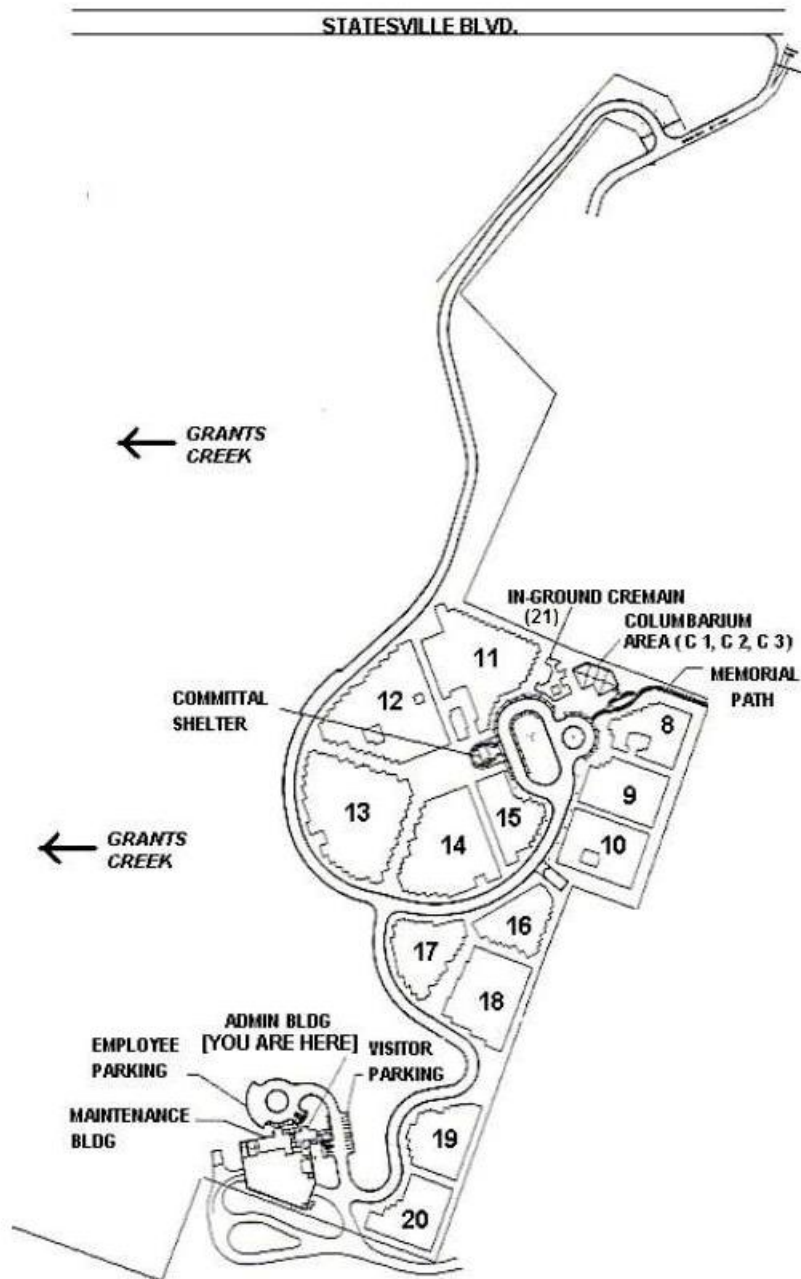 STATESVILLE BLVD.
GRANTS
CREEK
IN-GROUND CREMAIN
(21)
COLUMBARIUM
AREA ( C 1, C 2, C 3 )
MEMORIAL
PATH
11
12
COMMITTAL
SHELTER
8
9
13
15
10
14
GRANTS
CREEK
16
17
18
ADMIN BLDG
[YOU ARE HERE]
EMPLOYEE
PARKING
VISITOR
PARKING
MAINTENANCE
BLDG
19
20